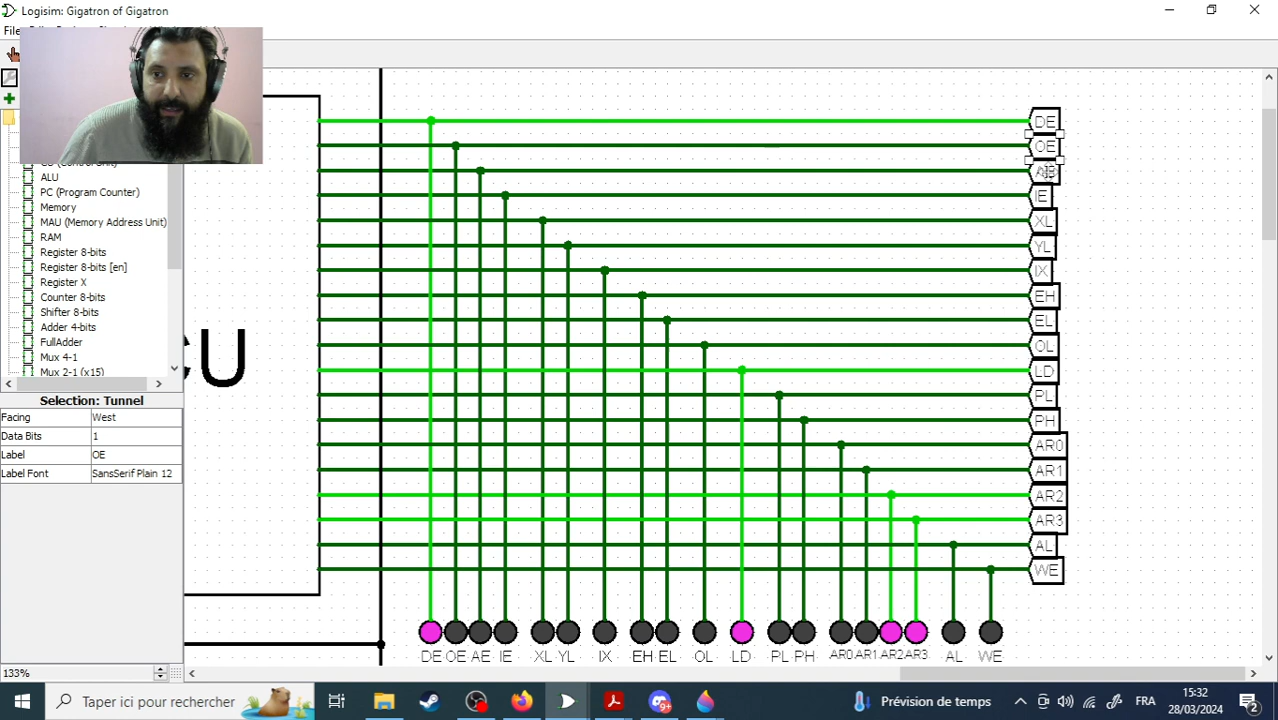 Logisim: Gigatron of Gigatron
ALU
PC (Program Counter)
Memory
MAU (Memory Address Unit)
RAM
Register 8-bits
Register 8-bits [en]
Register X
Counter 8-bits
Shifter 8-bits
Adder 4-bits
FullAdder
Mux 4-1
Mux 2-1 (x15)
Selection: Tunnel
Facing West
Data Bits 1
Label OE
Label Font SansSerif Plain 12
133%
CU
DE
OE
IE
XL
YL
IX
EH
EL
OL
LD
PL
PH
AR0
AR1
AR2
AR3
AL
WE
DE OE AE IE XL YL IX EH EL OL LD PL PH AR0 AR1 AR2 AR3 AL WE
Taper ici pour rechercher
9+
Prévision de temps
FRA
15:32
28/03/2024
2